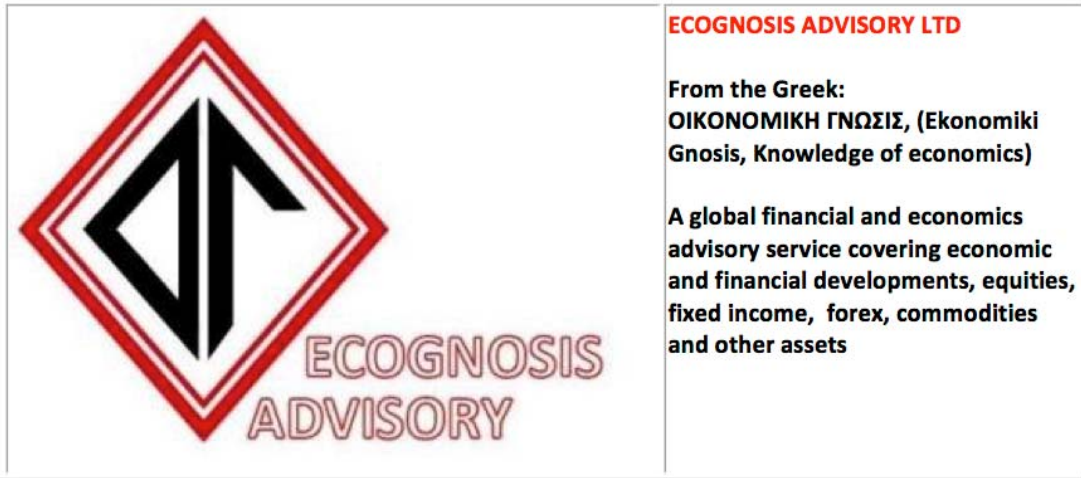 ECOGNOSIS
ADVISORY
ECOGNOSIS ADVISORY LTD
From the Greek:
ΟΙΚΟΝΟΜΙΚΗ ΓΝΩΣΙΣ, (Ekonomiki
Gnosis, Knowledge of economics)
A global financial and economics
advisory service covering economic
and financial developments, equities,
fixed income, forex, commodities
and other assets